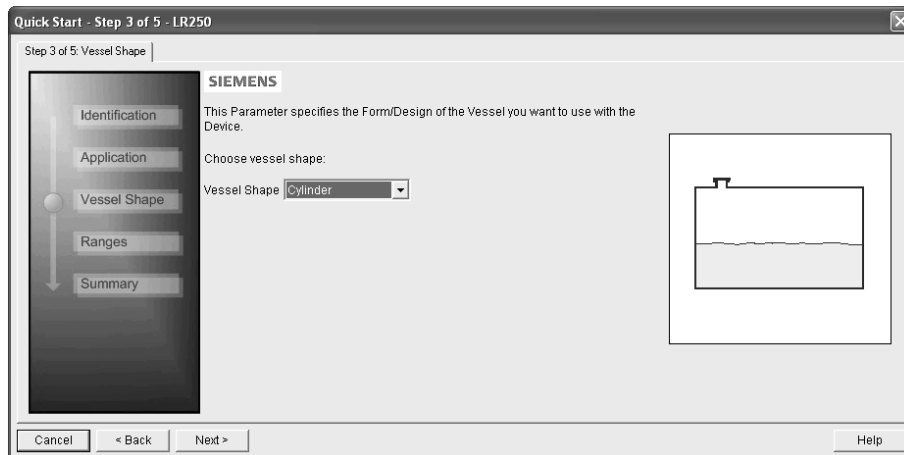 Quick Start - Step 3 of 5 - LR250
Step 3 of 5: Vessel Shape
SIEMENS
Identification
Application
Vessel Shape
Ranges
Summary
This Parameter specifies the Form/Design of the Vessel you want to use with the
Device.
Choose vessel shape:
Vessel Shape Cylinder
Cancel < Back Next > Help